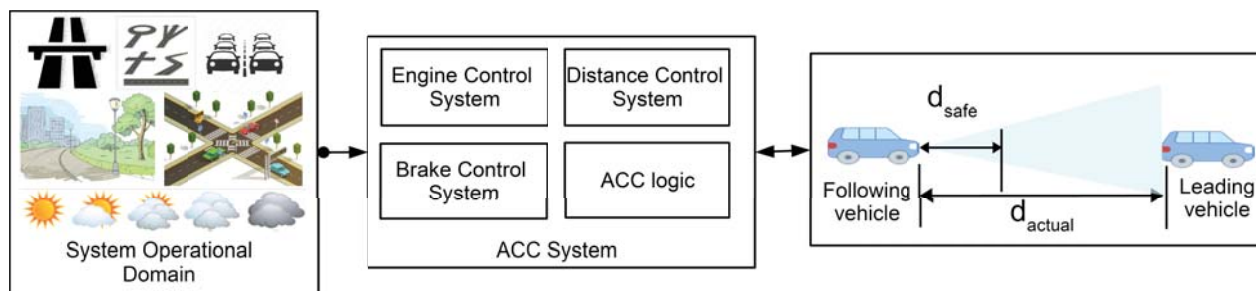 System Operational
Domain
Engine Control
System
Distance Control
System
Brake Control
System
ACC logic
ACC System
d_safe
Following
vehicle
d_actual
Leading
vehicle